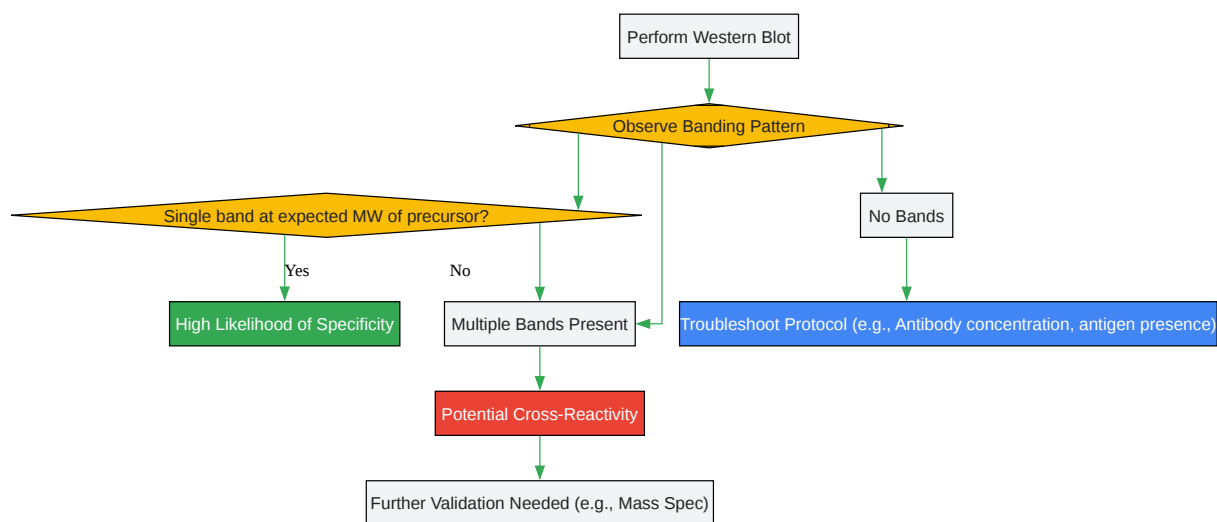 Perform Western Blot
Observe Banding Pattern
Single band at expected MW of precursor?
No Bands
Yes
No
High Likelihood of Specificity
Multiple Bands Present
Troubleshoot Protocol (e.g., Antibody concentration, antigen presence)
Potential Cross-Reactivity
Further Validation Needed (e.g., Mass Spec)